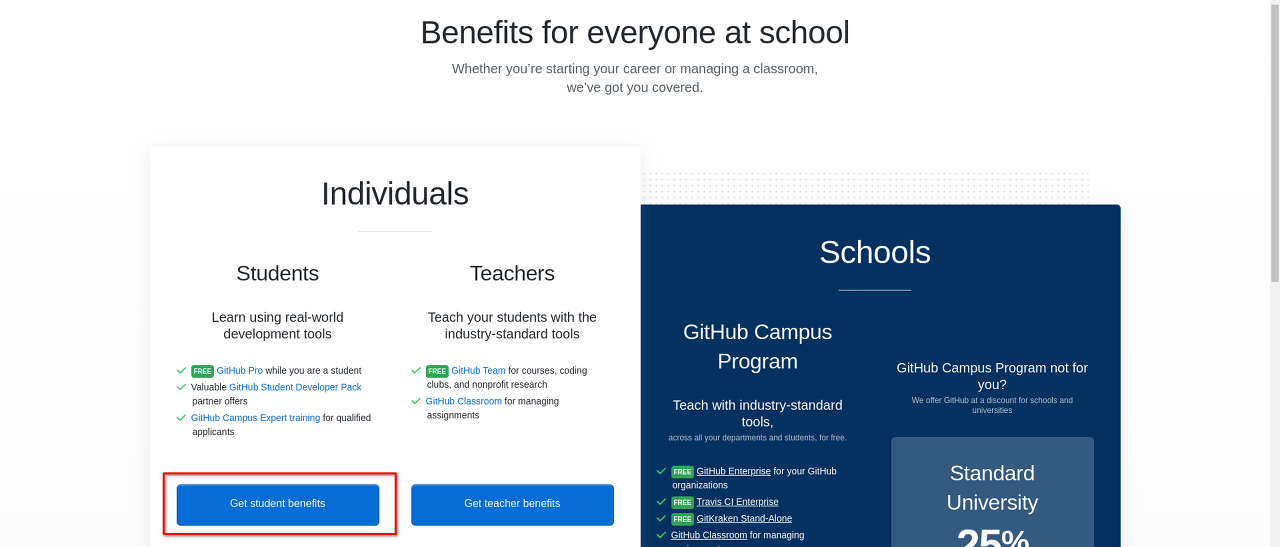 Benefits for everyone at school
Whether you’re starting your career or managing a classroom,
we’ve got you covered.
Individuals
Students
Learn using real-world
development tools
FREE GitHub Pro while you are a student
Valuable GitHub Student Developer Pack
partner offers
GitHub Campus Expert training for qualified
applicants
Get student benefits
Teachers
Teach your students with the
industry-standard tools
FREE GitHub Team for courses, coding
clubs, and nonprofit research
GitHub Classroom for managing
assignments
Get teacher benefits
Schools
GitHub Campus
Program
Teach with industry-standard
tools,
across all your departments and students, for free.
FREE GitHub Enterprise for your GitHub
organizations
FREE Travis CI Enterprise
FREE GitKraken Stand-Alone
GitHub Classroom for managing
GitHub Campus Program not for
you?
We offer GitHub at a discount for schools and
universities
Standard
University
25%